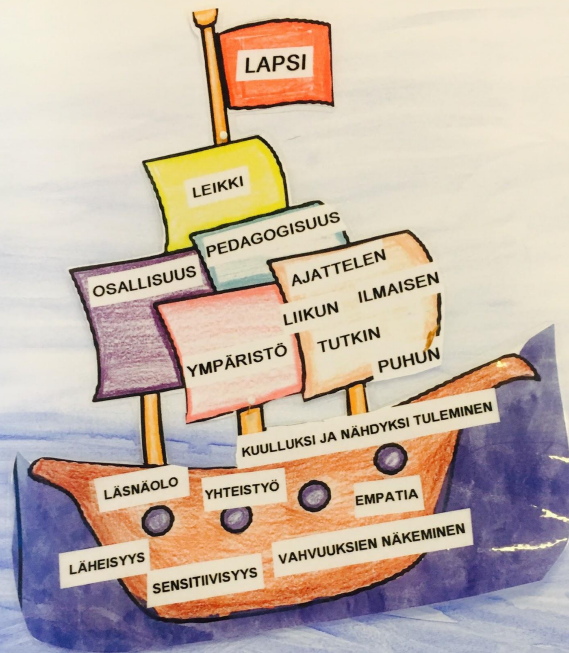 LAPSI
LEIKKI
PEDAGOGISUUS
OSALLISUUS
AJATTELEN
ILMAISEN
LIIKUN
TUTKIN
YMPÄRISTÖ
PUHUN
KUULLUKSI JA NÄHDYKSI TULEMINEN
LÄSNÄOLO
YHTEISTYÖ
EMPATIA
LÄHEISYYS
SENSITIIVISYYS
VAHVUUKSIEN NÄKEMINEN